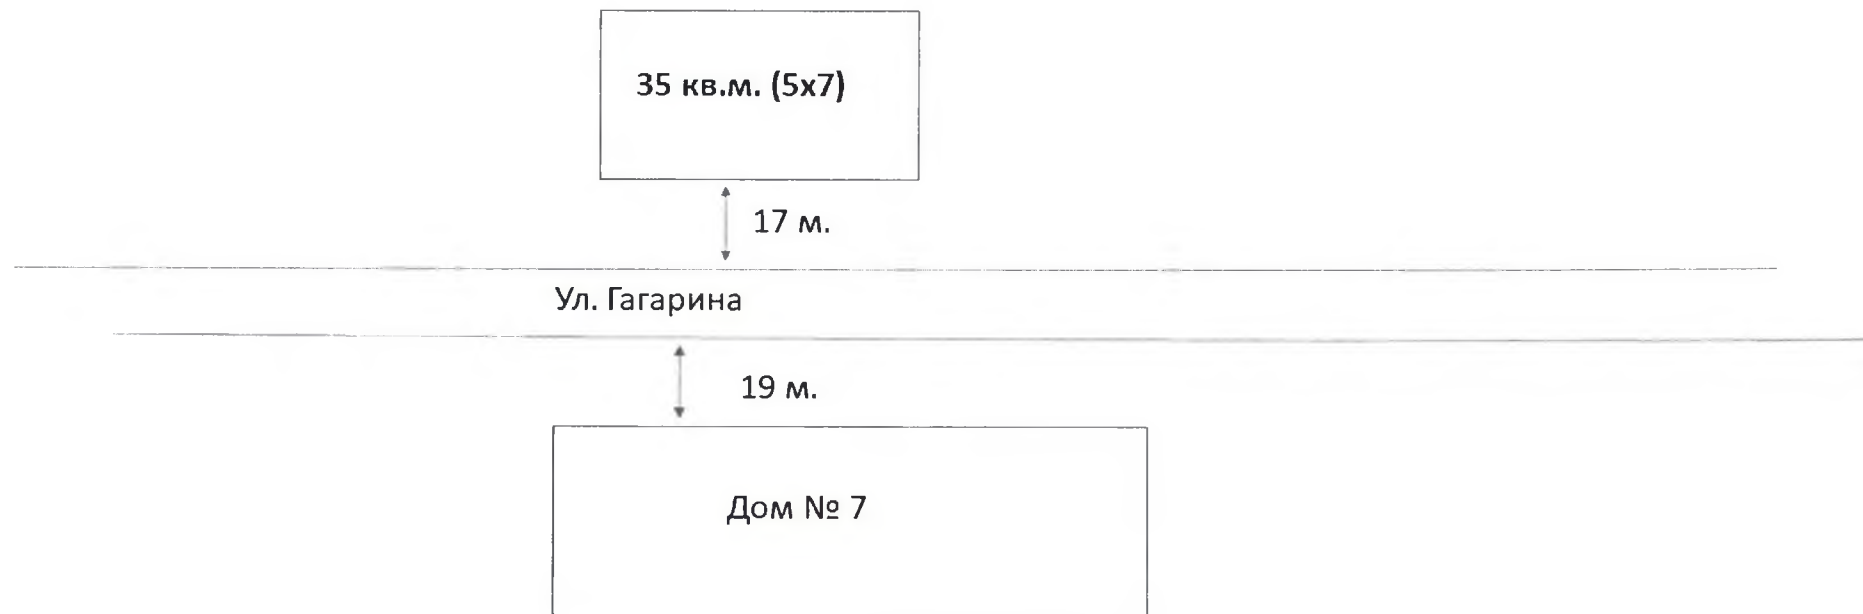 35 кв.м. (5х7)
17 м.
Ул. Гагарина
19 м.
Дом № 7